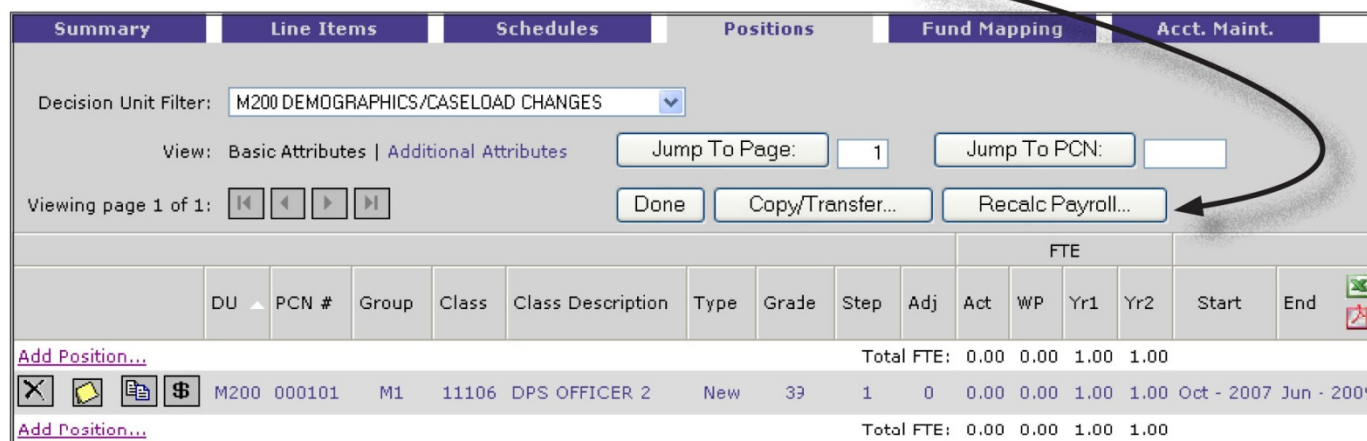 Summary Line Items Schedules Positions Fund Mapping Acct. Maint.
Decision Unit Filter: M200 DEMOGRAPHICS/CASELOAD CHANGES
View: Basic Attributes | Additional Attributes Jump To Page: 1 Jump To PCN:
Viewing page 1 of 1: Done Copy/Transfer... Recalc Payroll...
FTE
DU PCN # Group Class Class Description Type Grade Step Adj Act WP Yr1 Yr2 Start End
Add Position... Total FTE: 0.00 0.00 1.00 1.00
$ M200 000101 M1 11106 DPS OFFICER 2 New 39 1 0 0.00 0.00 1.00 1.00 Oct - 2007 Jun - 2009
Add Position... Total FTE: 0.00 0.00 1.00 1.00